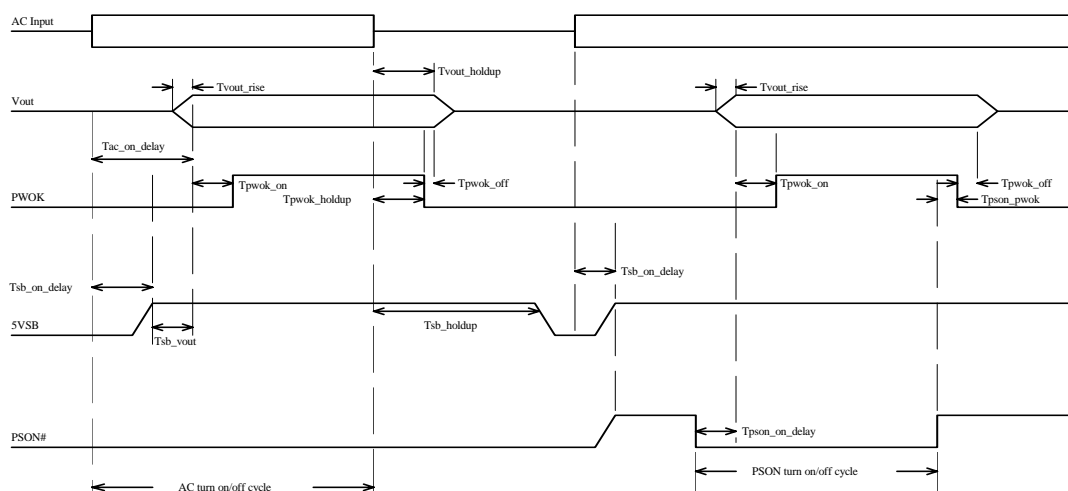 AC Input
Tvout_holdup
Tvout_rise
Tvout_rise
Vout
Tac_on_delay
Tpwok_on
Tpwok_off
Tpwok_on
Tpwok_off
PWOK
Tpwok_holdup
Tpson_pwok
Tsb_on_delay
Tsb_on_delay
5VSB
Tsb_vout
Tsb_holdup
PSON#
Tpson_on_delay
AC turn on/off cycle
PSON turn on/off cycle